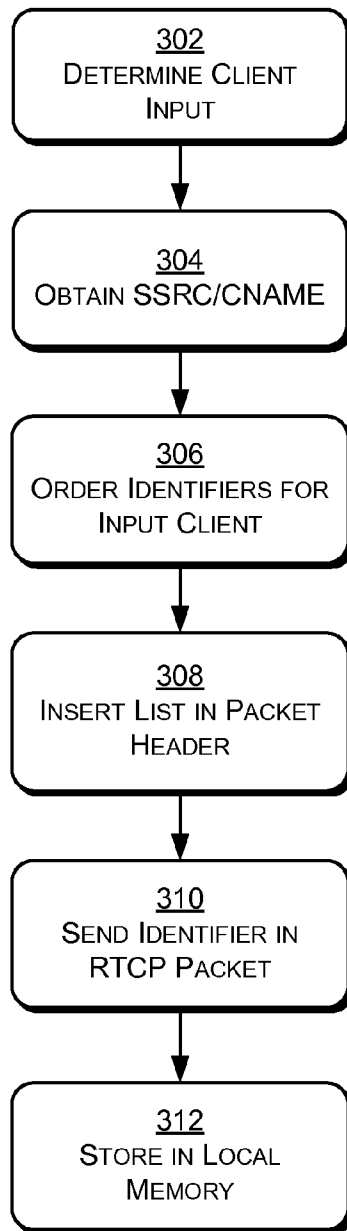 302
DETERMINE CLIENT
INPUT
304
OBTAIN SSRC/CNAME
306
ORDER IDENTIFIERS FOR
INPUT CLIENT
308
INSERT LIST IN PACKET
HEADER
310
SEND IDENTIFIER IN
RTCP PACKET
312
STORE IN LOCAL
MEMORY